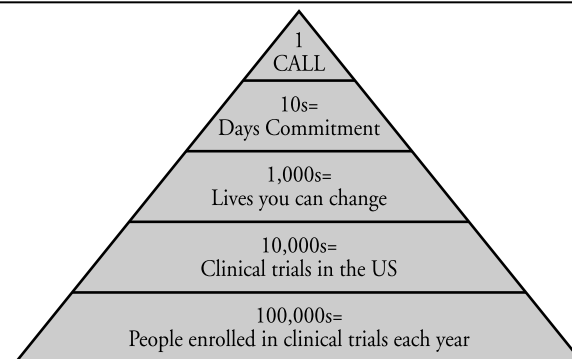 1
CALL
10s=
Days Commitment
1,000s=
Lives you can change
10,000s=
Clinical trials in the US
100,000s=
People enrolled in clinical trials each year